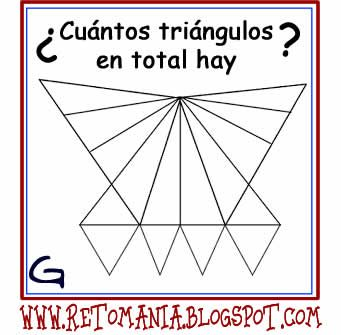 ¿Cuántos triángulos
en total hay?
G
WWW.RETOMANIA.BLOGSPOT.COM